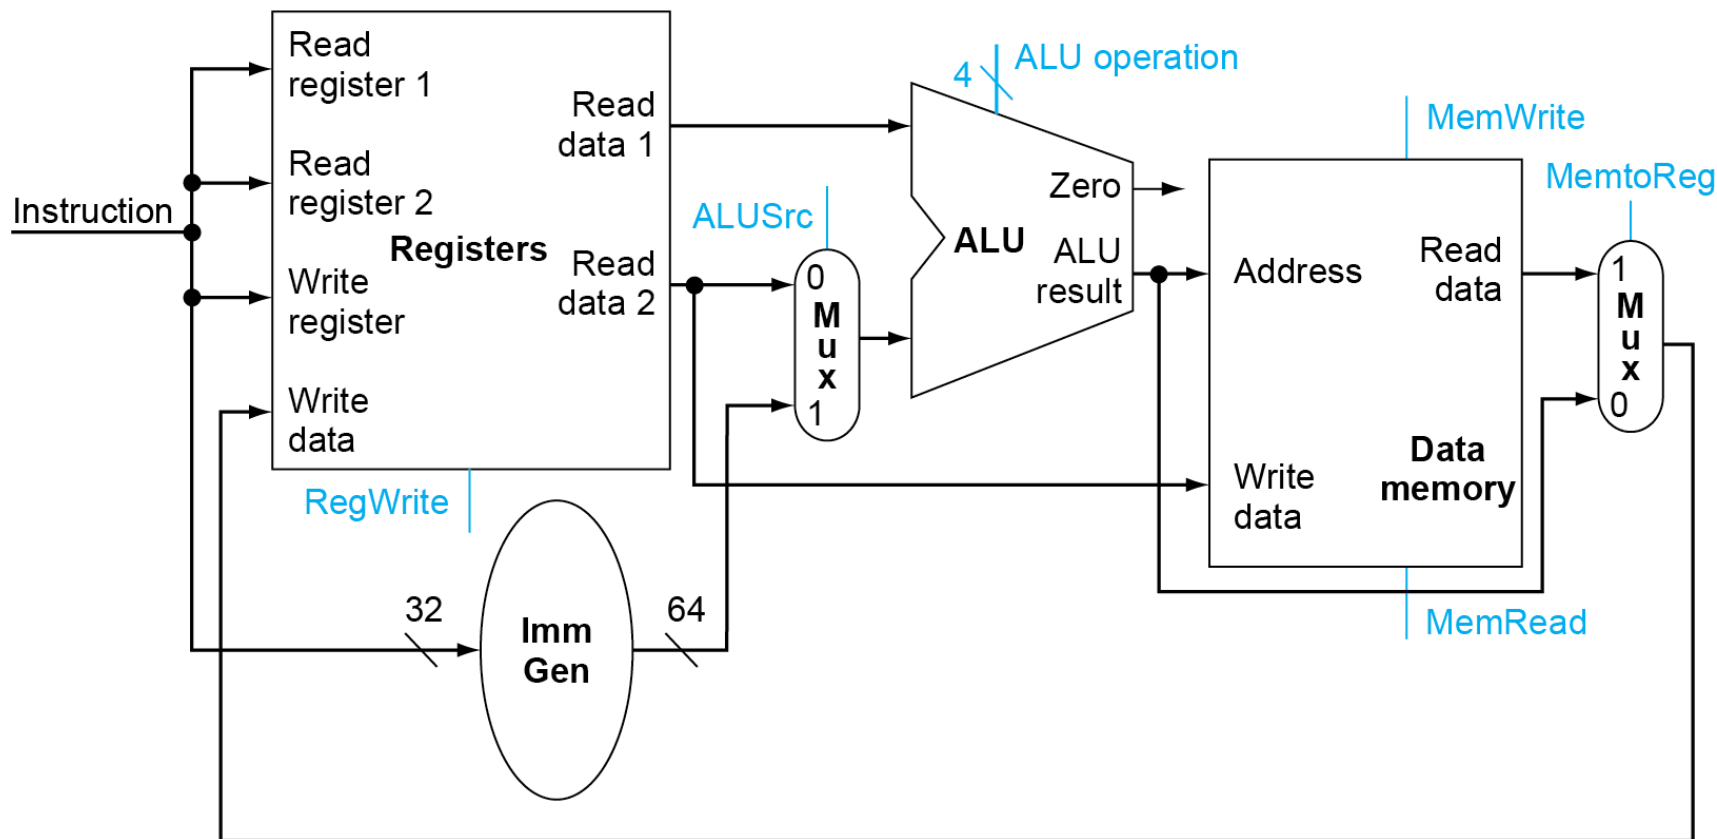 Instruction
Read
register 1
Read
register 2
Write
register
Write
data
Registers
Read
data 1
Read
data 2
RegWrite
32
Imm
Gen
64
ALUSrc
0
M
u
x
1
4
ALU operation
ALU
Zero
ALU
result
MemWrite
Address
Read
data
Write
data
Data
memory
MemRead
MemtoReg
1
M
u
x
0